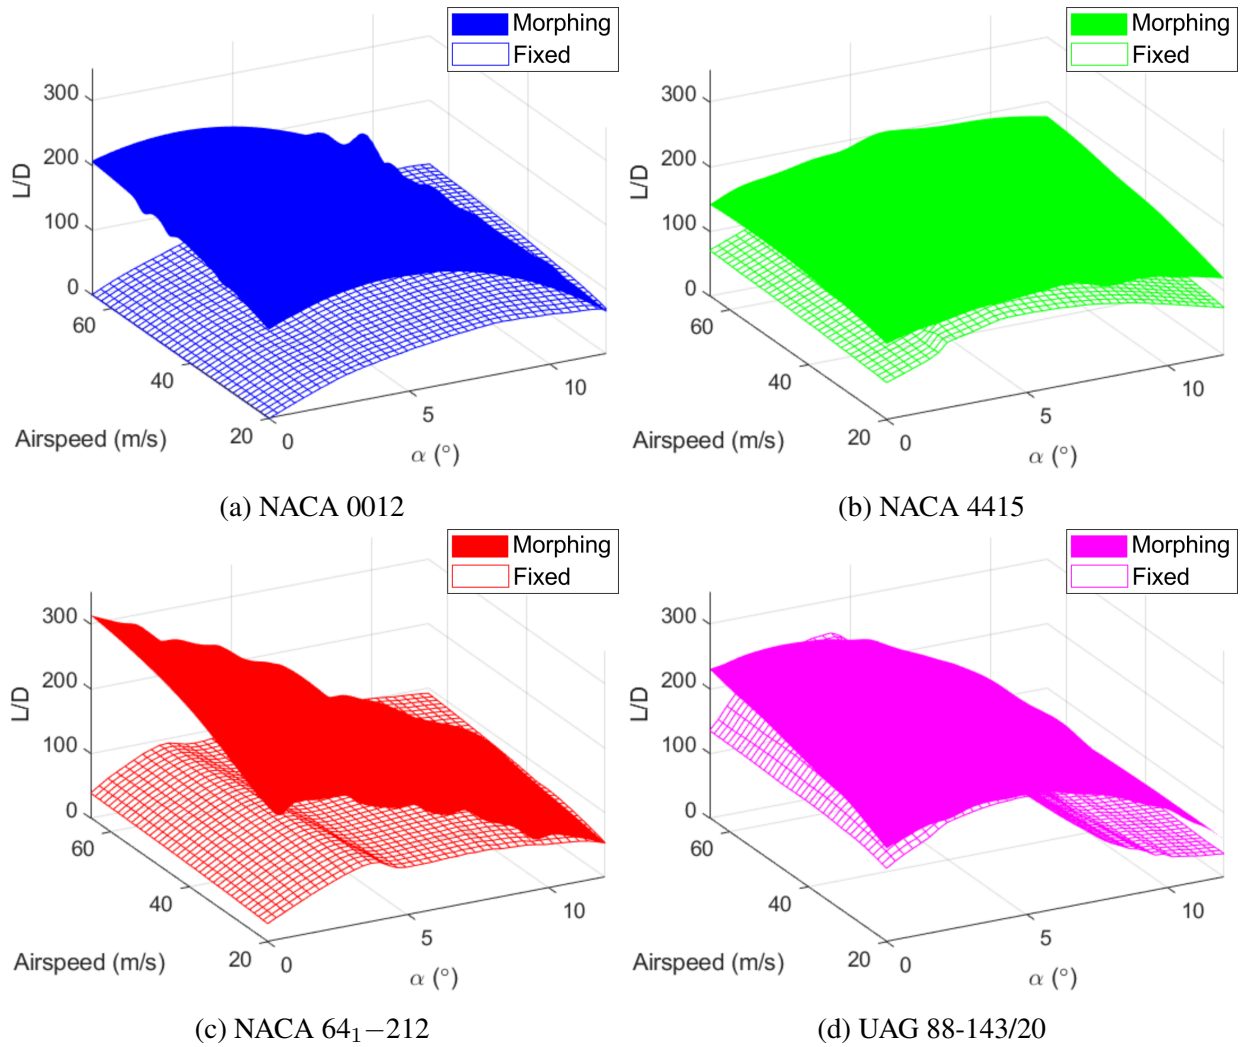 Morphing
Fixed
300
200
100
0
L/D
60
40
20
Airspeed (m/s)
0
5
10
α (°)
(a) NACA 0012
Morphing
Fixed
300
200
100
0
L/D
60
40
20
Airspeed (m/s)
0
5
10
α (°)
(b) NACA 4415
Morphing
Fixed
300
200
100
0
L/D
60
40
20
Airspeed (m/s)
0
5
10
α (°)
(c) NACA 64₁−212
Morphing
Fixed
300
200
100
0
L/D
60
40
20
Airspeed (m/s)
0
5
10
α (°)
(d) UAG 88-143/20